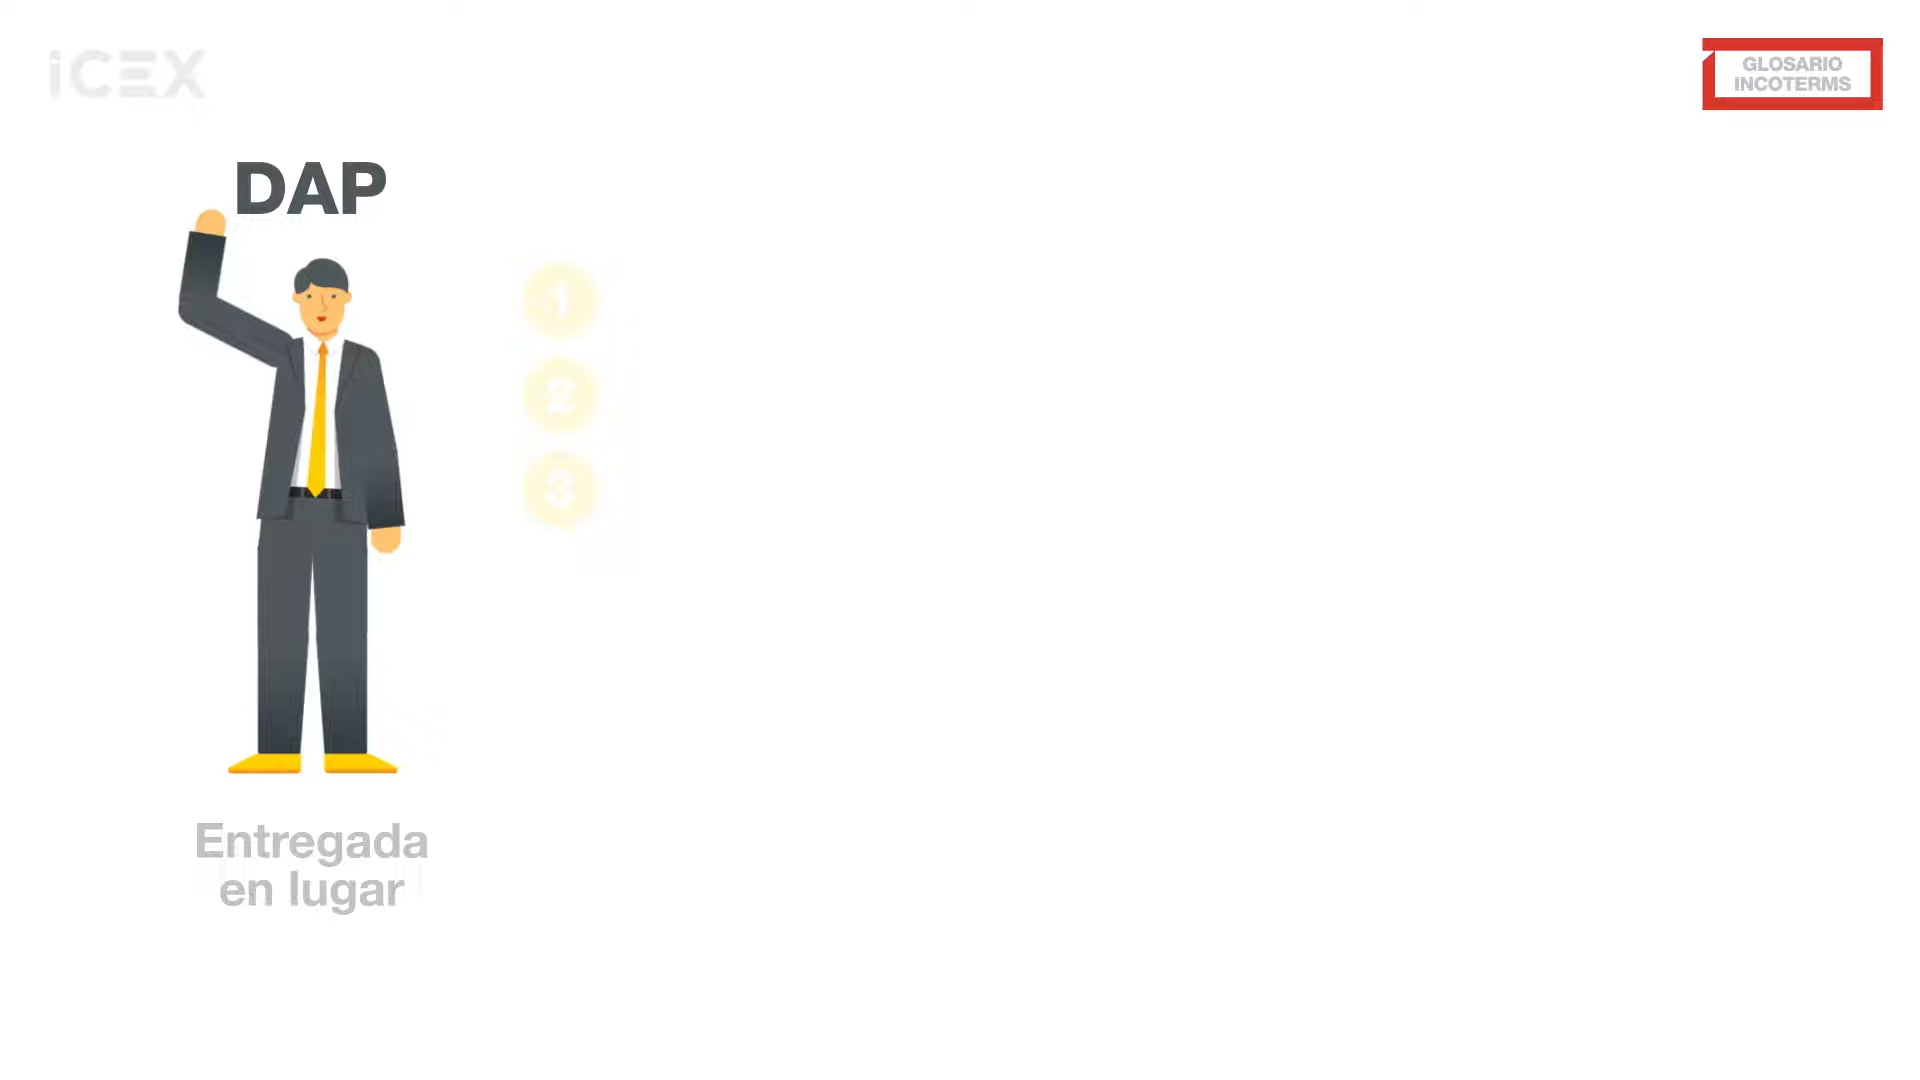 iCEX
GLOSARIO
INCOTERMS
DAP
1
2
3
Entregada
en lugar